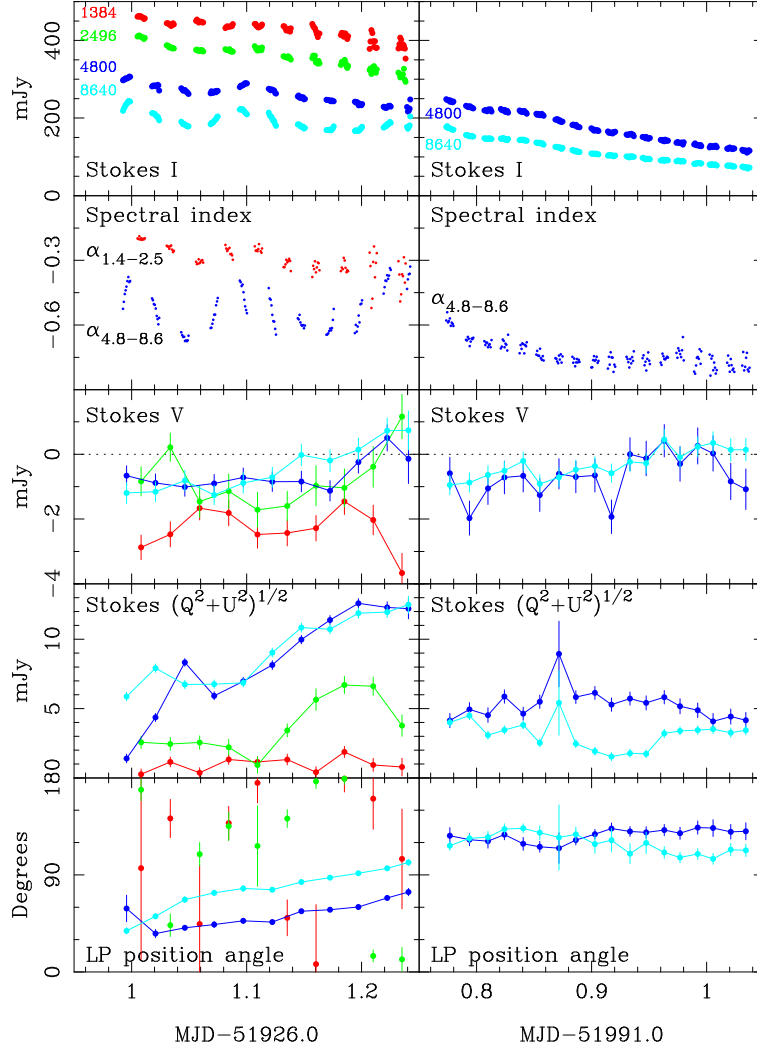 1384
2496
4800
8640
400
200
0
mJy
Stokes I
4800
8640
Stokes I
Spectral index
α1.4−2.5
α4.8−8.6
−0.3
−0.6
Spectral index
α4.8−8.6
Stokes V
0
−2
−4
mJy
Stokes V
Stokes (Q²+U²)^1/2
10
5
mJy
Stokes (Q²+U²)^1/2
180
90
0
Degrees
LP position angle
LP position angle
1
1.1
1.2
0.8
0.9
1
MJD−51926.0
MJD−51991.0